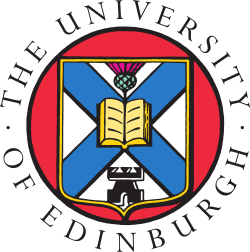 · THE UNIVERSITY ·
OF EDINBURGH